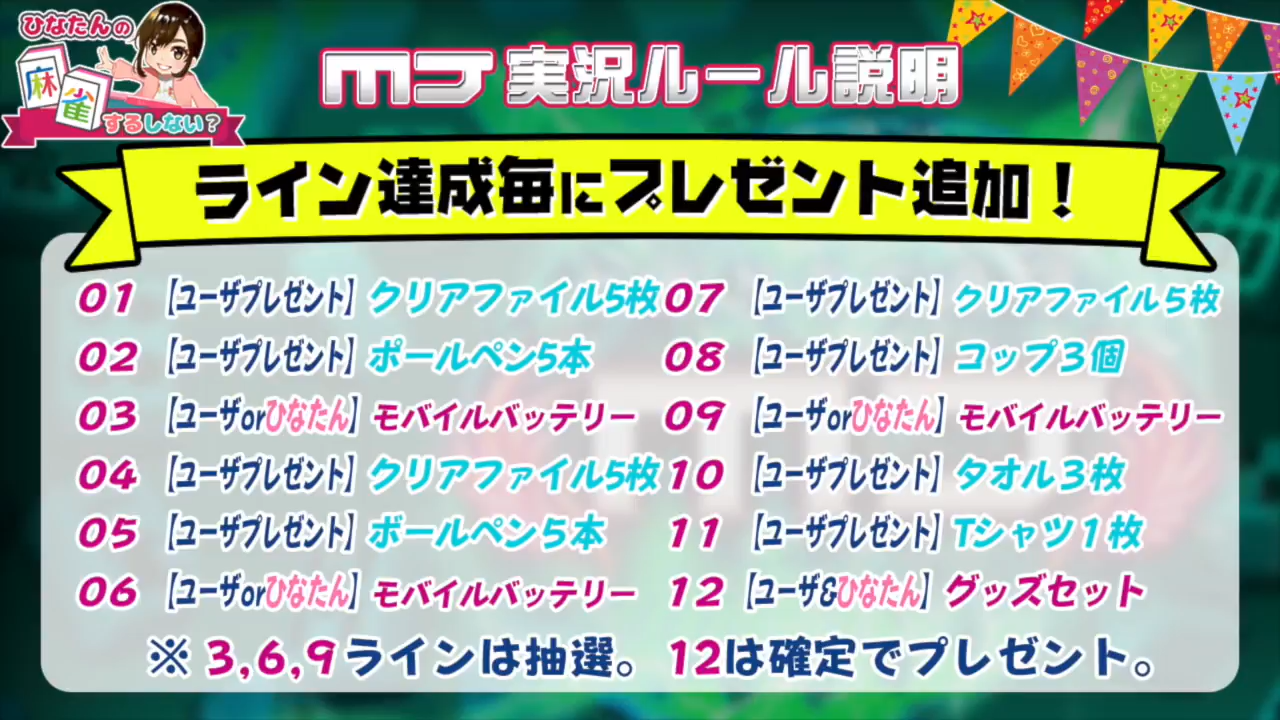 ひなたんの
麻雀
するしない?
MJ 実況ルール説明
ライン達成毎にプレゼント追加！
01 【ユーザプレゼント】 クリアファイル5枚
02 【ユーザプレゼント】 ポールペン5本
03 【ユーザorひなたん】 モバイルバッテリー
04 【ユーザプレゼント】 クリアファイル5枚
05 【ユーザプレゼント】 ボールペン５本
06 【ユーザorひなたん】 モバイルバッテリー
07 【ユーザプレゼント】 クリアファイル５枚
08 【ユーザプレゼント】 コップ３個
09 【ユーザorひなたん】 モバイルバッテリー
10 【ユーザプレゼント】 タオル３枚
11 【ユーザプレゼント】 Tシャツ１枚
12 【ユーザ&ひなたん】 グッズセット
※ 3,6,9ラインは抽選。 12は確定でプレゼント。